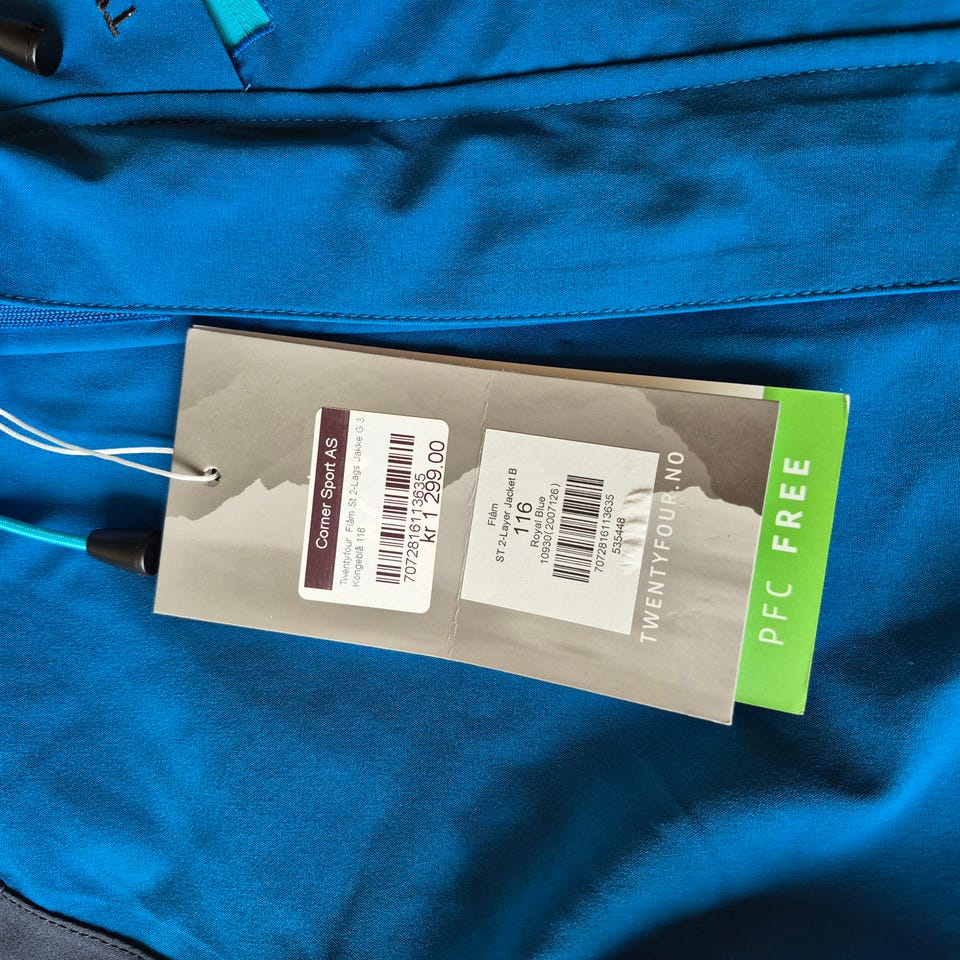 Corner Sport AS
Twentyfour Flåm St 2-Lags Jakke G 3
Kongeblå 116
7072816113635
kr 1 299.00
Flåm
ST 2-Layer Jacket B
116
Royal Blue
10930(2007126)
7072816113635
535448
TWENTYFOUR.NO
PFC FREE